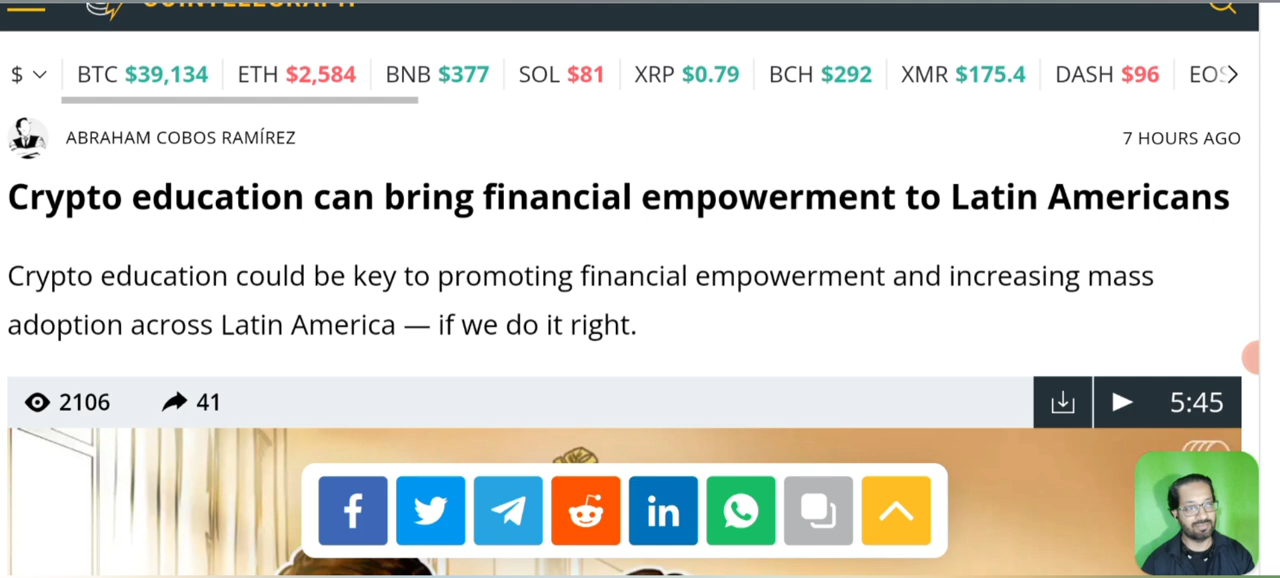 $ BTC $39,134 ETH $2,584 BNB $377 SOL $81 XRP $0.79 BCH $292 XMR $175.4 DASH $96
ABRAHAM COBOS RAMÍREZ 7 HOURS AGO
Crypto education can bring financial empowerment to Latin Americans
Crypto education could be key to promoting financial empowerment and increasing mass
adoption across Latin America — if we do it right.
2106 41 5:45